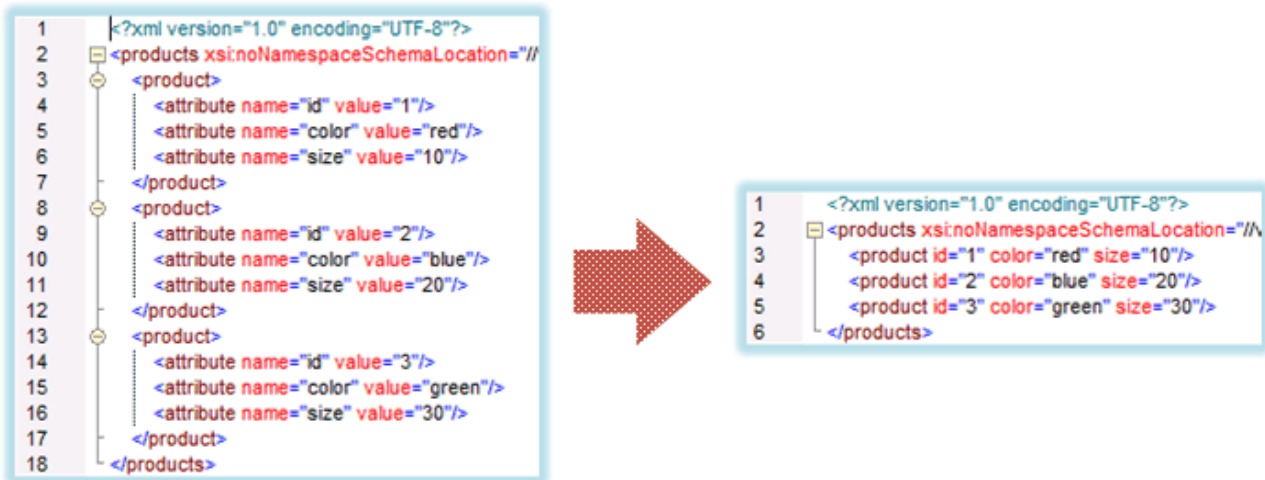 1 <?xml version="1.0" encoding="UTF-8"?>
2 <products xsi:noNamespaceSchemaLocation="//
3 <product>
4 <attribute name="id" value="1"/>
5 <attribute name="color" value="red"/>
6 <attribute name="size" value="10"/>
7 </product>
8 <product>
9 <attribute name="id" value="2"/>
10 <attribute name="color" value="blue"/>
11 <attribute name="size" value="20"/>
12 </product>
13 <product>
14 <attribute name="id" value="3"/>
15 <attribute name="color" value="green"/>
16 <attribute name="size" value="30"/>
17 </product>
18 </products>
1 <?xml version="1.0" encoding="UTF-8"?>
2 <products xsi:noNamespaceSchemaLocation="//
3 <product id="1" color="red" size="10"/>
4 <product id="2" color="blue" size="20"/>
5 <product id="3" color="green" size="30"/>
6 </products>